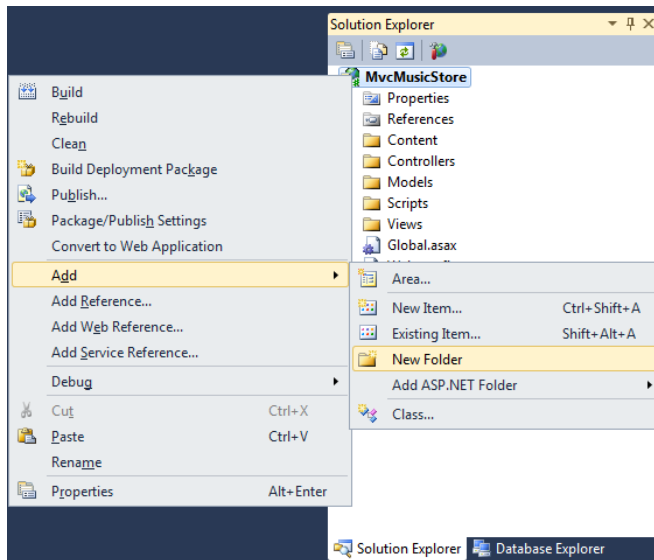 Solution Explorer
MvcMusicStore
Properties
References
Content
Controllers
Models
Scripts
Views
Global.asax
Build
Rebuild
Clean
Build Deployment Package
Publish...
Package/Publish Settings
Convert to Web Application
Add
Add Reference...
Add Web Reference...
Add Service Reference...
Debug
Cut Ctrl+X
Paste Ctrl+V
Rename
Properties Alt+Enter
Area...
New Item... Ctrl+Shift+A
Existing Item... Shift+Alt+A
New Folder
Add ASP.NET Folder
Class...
Solution Explorer Database Explorer